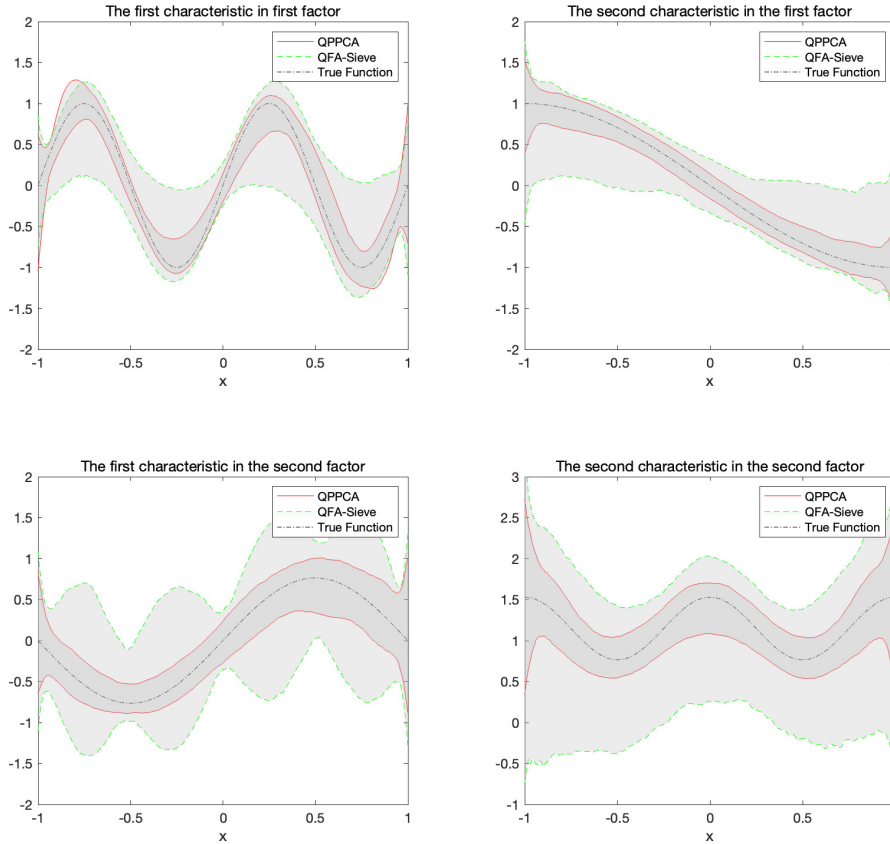 The first characteristic in first factor
QPPCA
QFA-Sieve
True Function
2
1.5
1
0.5
0
-0.5
-1
-1.5
-2
-1
-0.5
0
0.5
1
x
The second characteristic in the first factor
QPPCA
QFA-Sieve
True Function
2
1.5
1
0.5
0
-0.5
-1
-1.5
-2
-1
-0.5
0
0.5
x
The first characteristic in the second factor
QPPCA
QFA-Sieve
True Function
2
1.5
1
0.5
0
-0.5
-1
-1.5
-2
-1
-0.5
0
0.5
1
x
The second characteristic in the second factor
QPPCA
QFA-Sieve
True Function
3
2.5
2
1.5
1
0.5
0
-0.5
-1
-1
-0.5
0
0.5
x